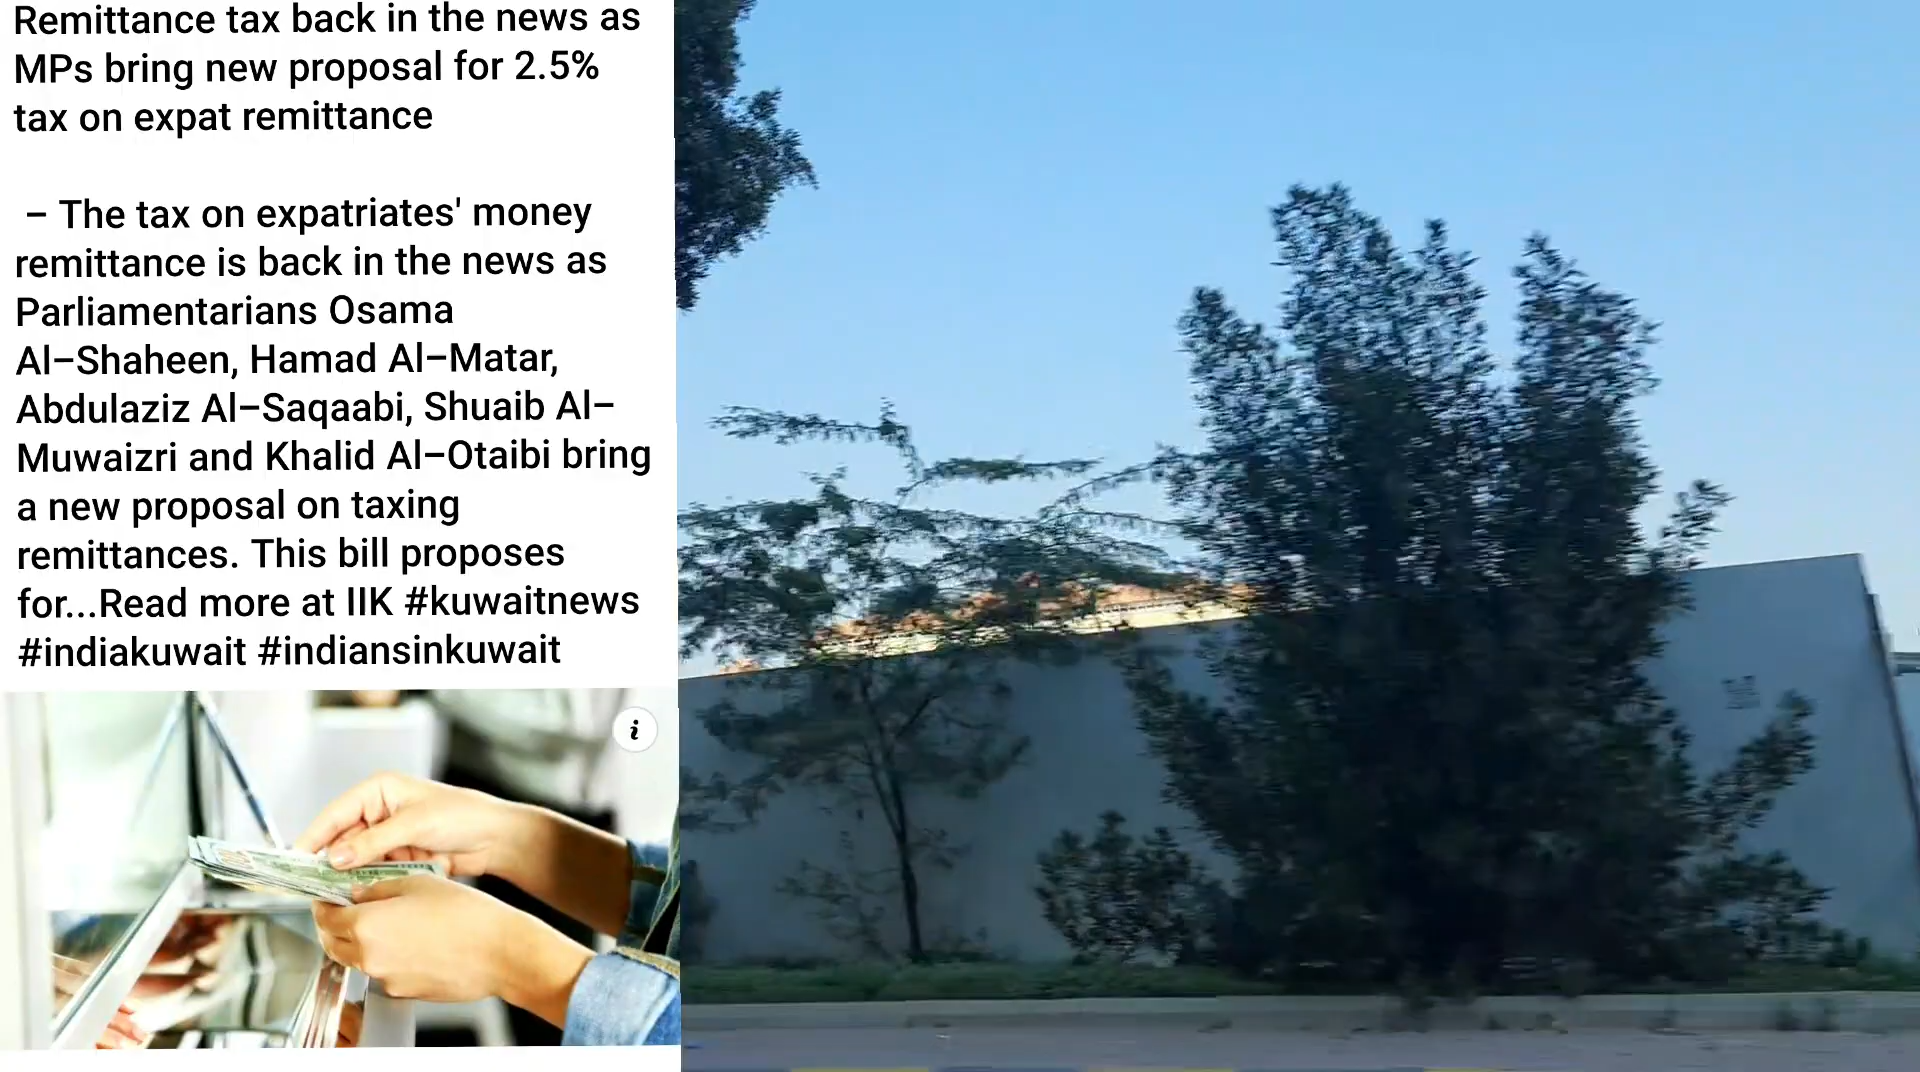 Remittance tax back in the news as
MPs bring new proposal for 2.5%
tax on expat remittance
– The tax on expatriates' money
remittance is back in the news as
Parliamentarians Osama
Al–Shaheen, Hamad Al–Matar,
Abdulaziz Al–Saqaabi, Shuaib Al–
Muwaizri and Khalid Al–Otaibi bring
a new proposal on taxing
remittances. This bill proposes
for...Read more at IIK #kuwaitnews
#indiakuwait #indiansinkuwait
i